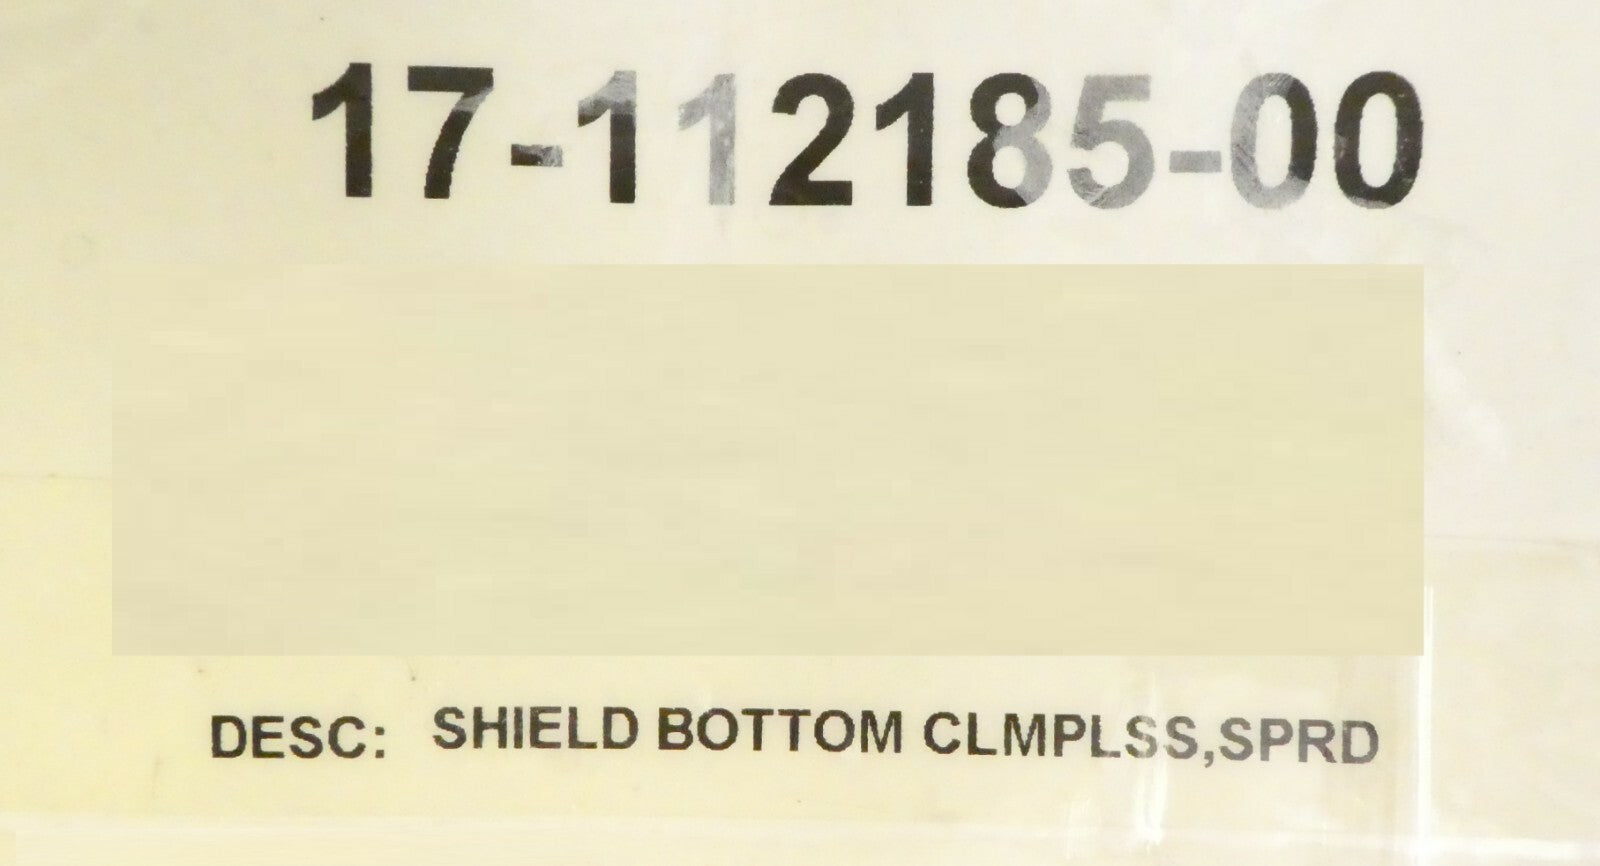 17-112185-00
DESC: SHIELD BOTTOM CLMPLSS,SPRD